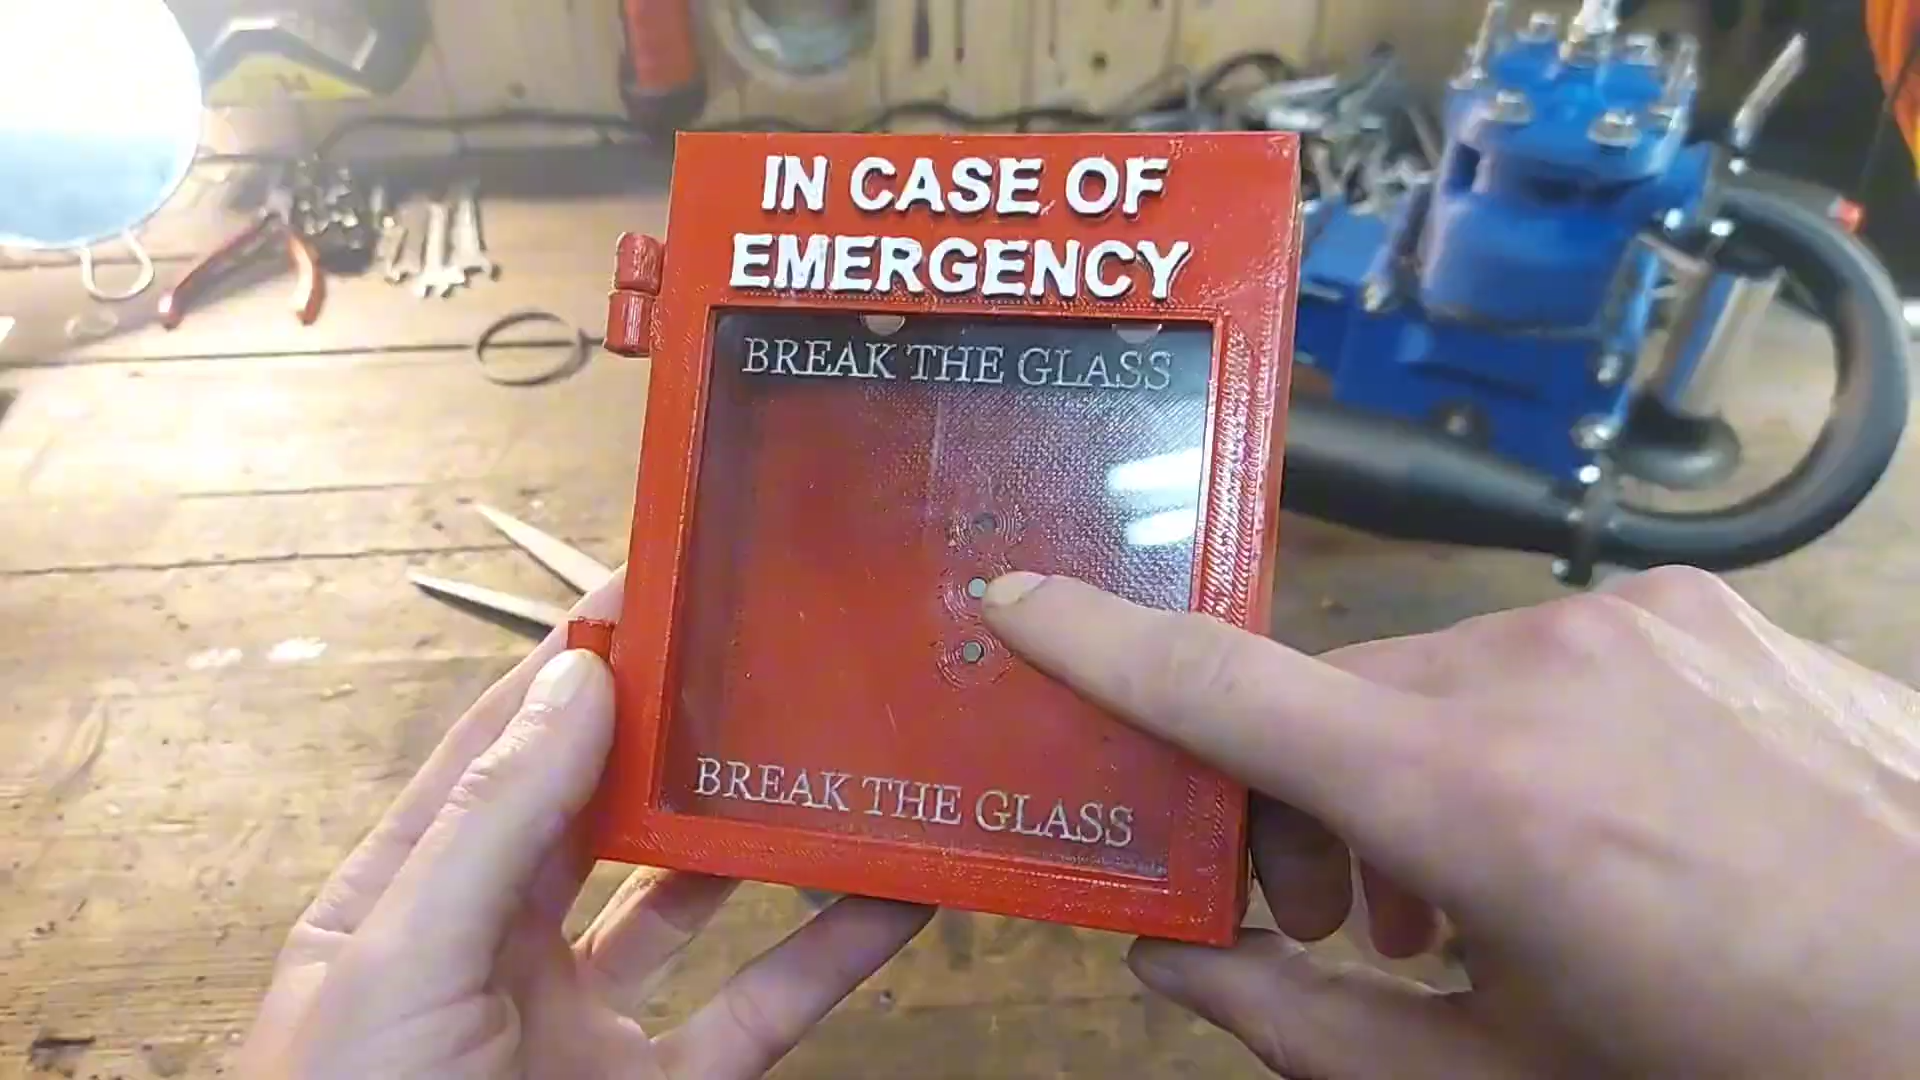 IN CASE OF
EMERGENCY
BREAK THE GLASS
BREAK THE GLASS